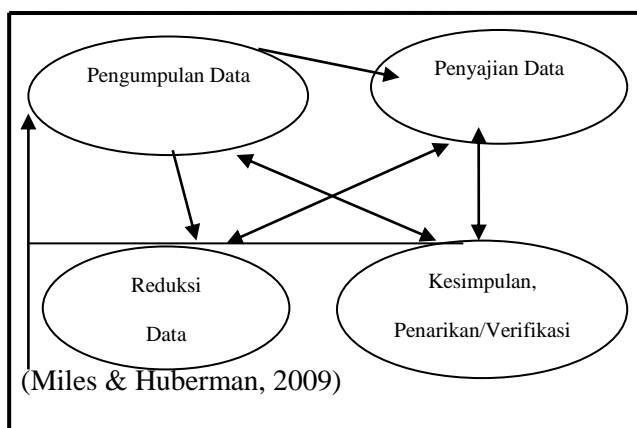 Pengumpulan Data
Penyajian Data
Reduksi
Data
Kesimpulan,
Penarikan/Verifikasi
(Miles & Huberman, 2009)